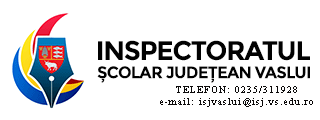 INSPECTORATUL
ȘCOLAR JUDEȚEAN VASLUI
TELEFON: 0235/311928
e-mail: isjvaslui@isj.vs.edu.ro